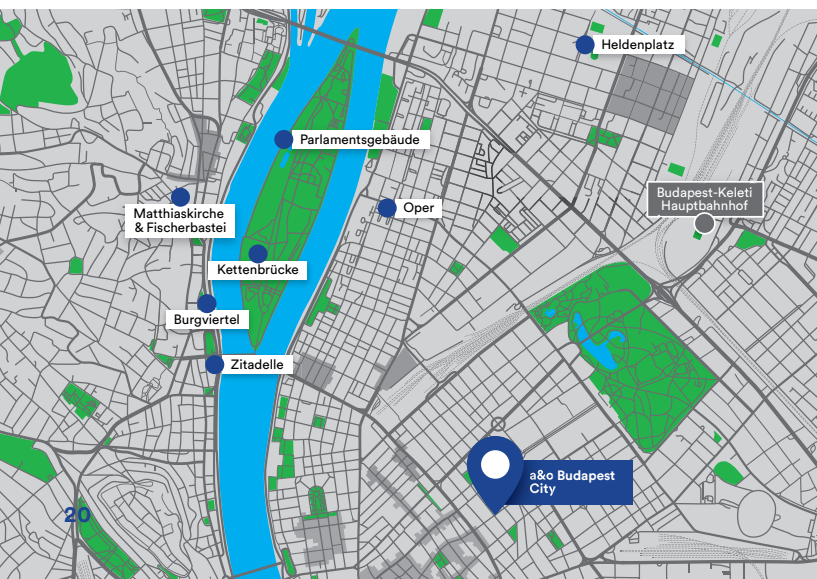 Heldenplatz
Parlamentsgebäude
Budapest-Keleti
Hauptbahnhof
Matthiaskirche
& Fischerbastei
Oper
Kettenbrücke
Burgviertel
Zitadelle
a&o Budapest
City
20